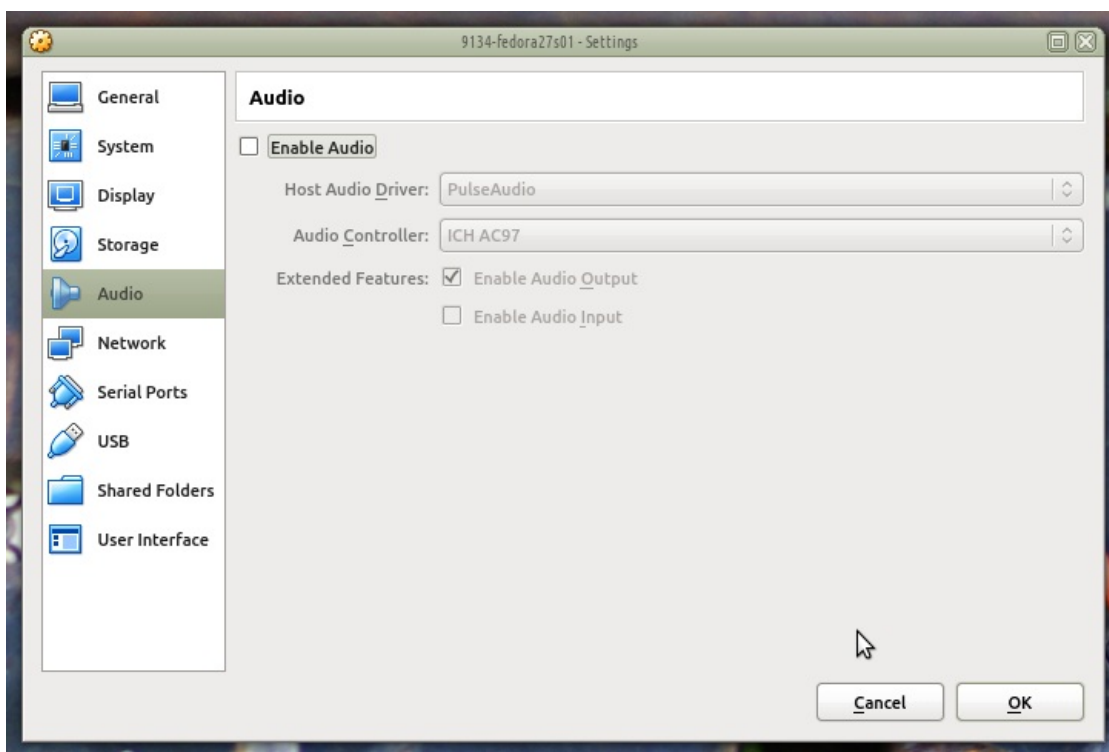 9134-fedora27s01 - Settings
General
System
Display
Storage
Audio
Network
Serial Ports
USB
Shared Folders
User Interface
Audio
Enable Audio
Host Audio Driver: PulseAudio
Audio Controller: ICH AC97
Extended Features: Enable Audio Output
Enable Audio Input
Cancel OK